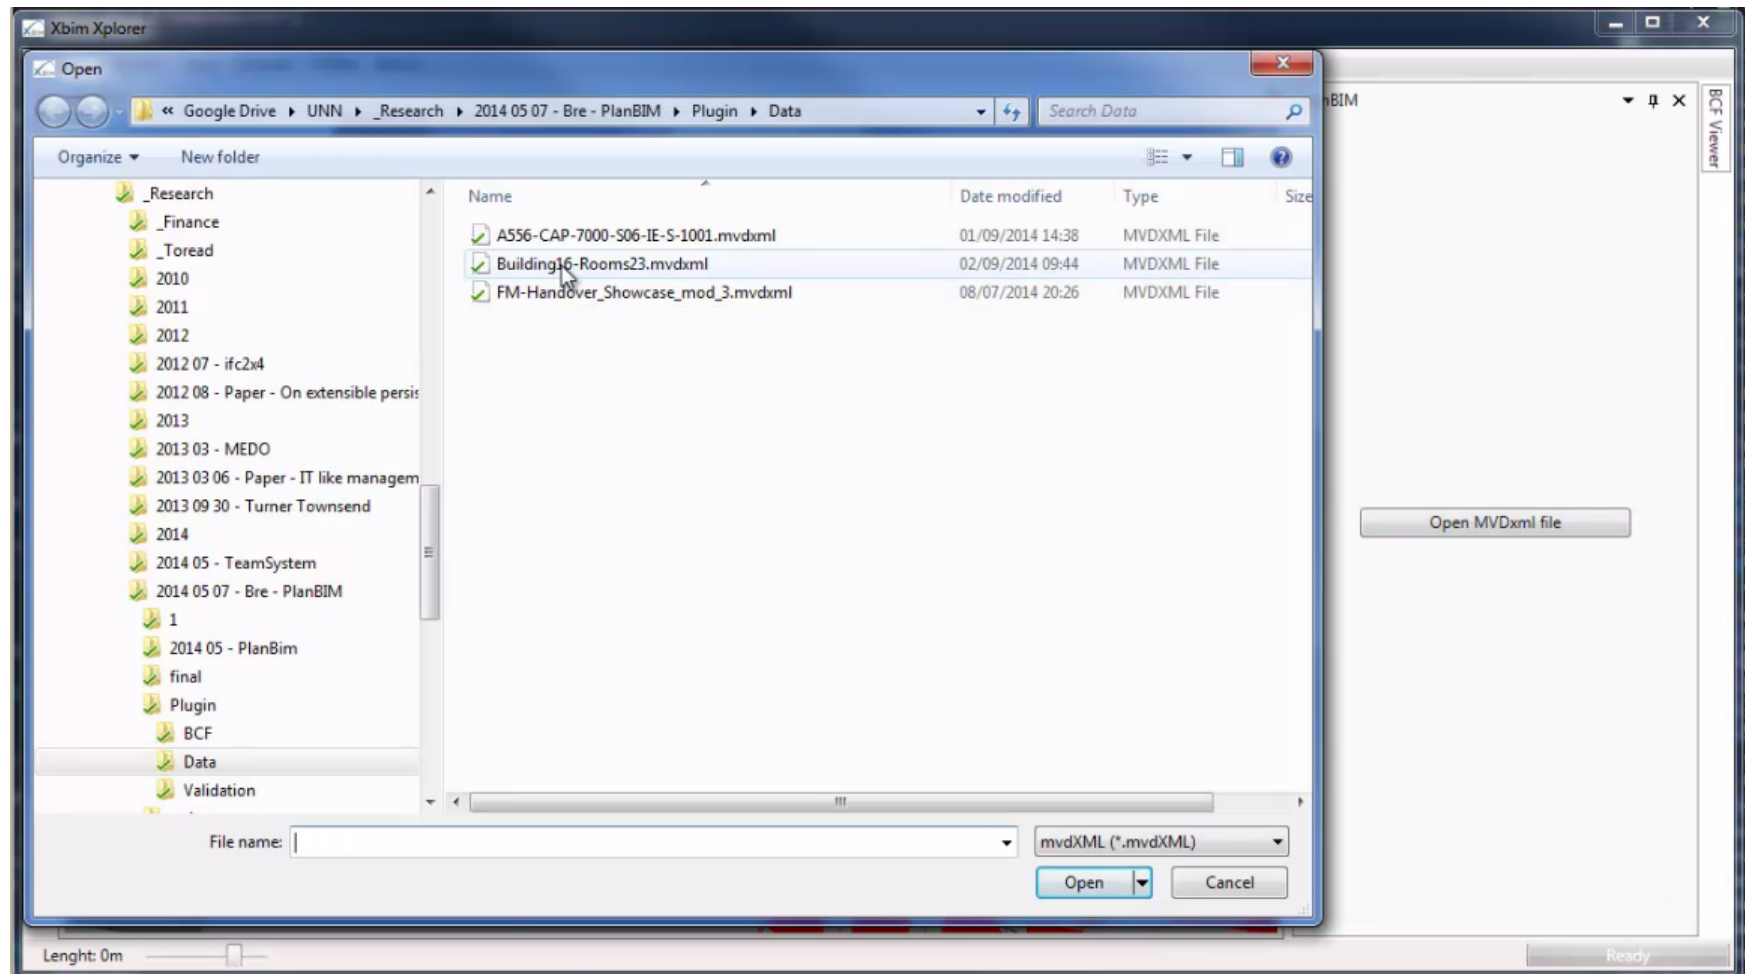 Xbim Xplorer
Open
« Google Drive ▸ UNN ▸ _Research ▸ 2014 05 07 - Bre - PlanBIM ▸ Plugin ▸ Data
Search Data
nBIM
BCF Viewer
Organize
New folder
Name
Date modified
Type
Size
A556-CAP-7000-S06-IE-S-1001.mvdxml
01/09/2014 14:38
MVDXML File
Building16-Rooms23.mvdxml
02/09/2014 09:44
MVDXML File
FM-Handover_Showcase_mod_3.mvdxml
08/07/2014 20:26
MVDXML File
_Research
_Finance
_Toread
2010
2011
2012
2012 07 - ifc2x4
2012 08 - Paper - On extensible persis
2013
2013 03 - MEDO
2013 03 06 - Paper - IT like managem
2013 09 30 - Turner Townsend
2014
2014 05 - TeamSystem
2014 05 07 - Bre - PlanBIM
1
2014 05 - PlanBim
final
Plugin
BCF
Data
Validation
Open MVDxml file
File name:
mvdXML (*.mvdXML)
Open
Cancel
Lenght: 0m
Ready